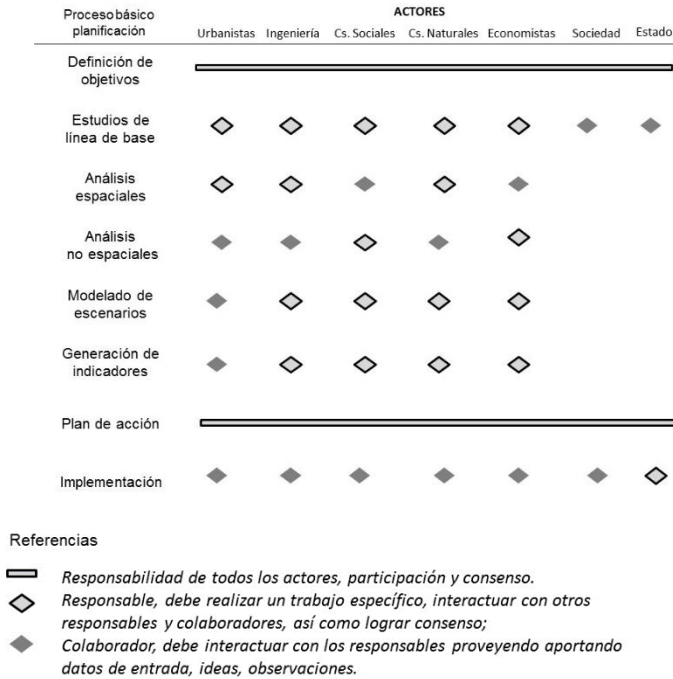 Proceso básico
planificación
ACTORES
Urbanistas Ingeniería Cs. Sociales Cs. Naturales Economistas Sociedad Estado
Definición de
objetivos
Estudios de
línea de base
Análisis
espaciales
Análisis
no espaciales
Modelado de
escenarios
Generación de
indicadores
Plan de acción
Implementación
Referencias
Responsabilidad de todos los actores, participación y consenso.
Responsable, debe realizar un trabajo específico, interactuar con otros
responsables y colaboradores, así como lograr consenso;
Colaborador, debe interactuar con los responsables proveyendo aportando
datos de entrada, ideas, observaciones.